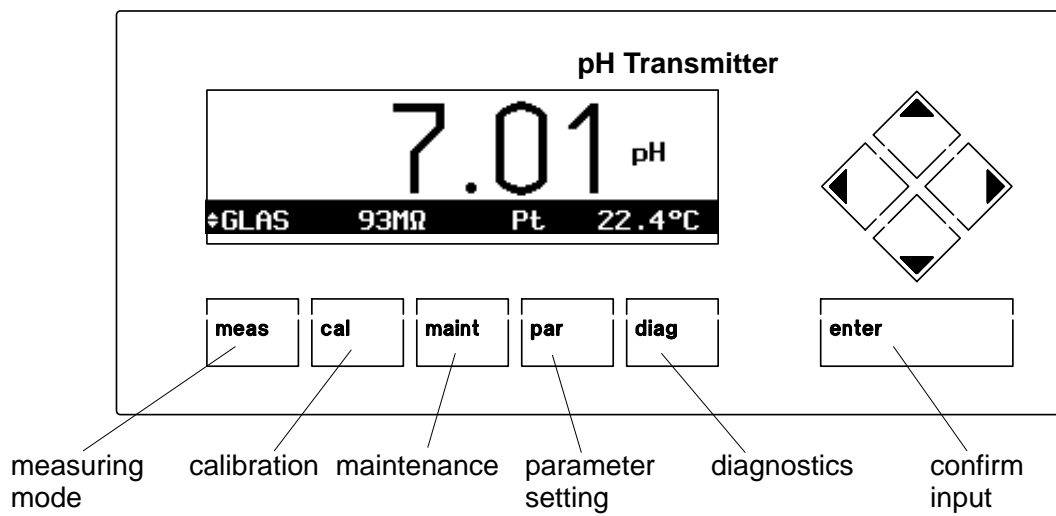 pH Transmitter
7.01 pH
GLAS 93MΩ Pt 22.4°C
meas cal maint par diag enter
measuring mode
calibration
maintenance
parameter setting
diagnostics
confirm input